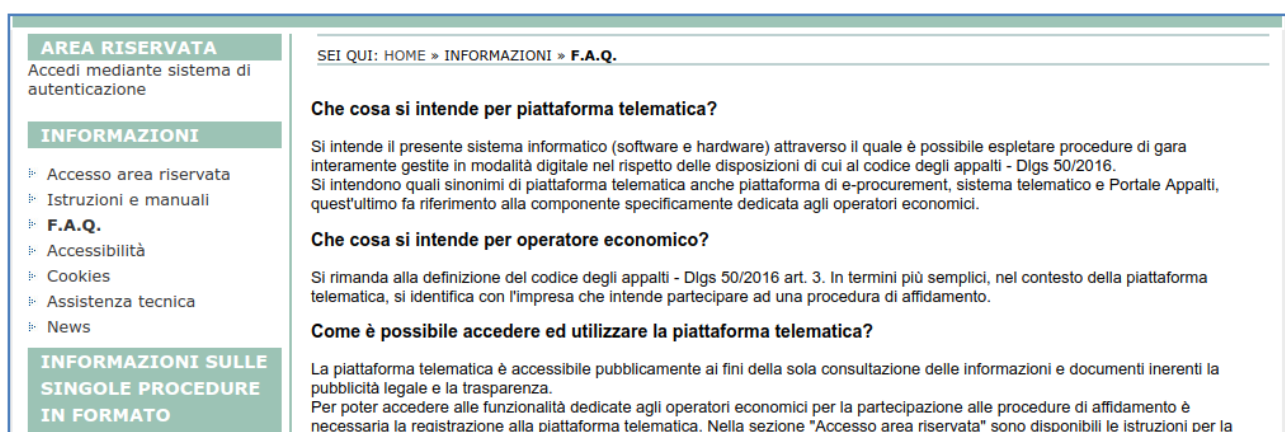 AREA RISERVATA
Accedi mediante sistema di
autenticazione
INFORMAZIONI
Accesso area riservata
Istruzioni e manuali
F.A.Q.
Accessibilità
Cookies
Assistenza tecnica
News
INFORMAZIONI SULLE
SINGOLE PROCEDURE
IN FORMATO
SEI QUI: HOME » INFORMAZIONI » F.A.Q.
Che cosa si intende per piattaforma telematica?
Si intende il presente sistema informatico (software e hardware) attraverso il quale è possibile espletare procedure di gara
interamente gestite in modalità digitale nel rispetto delle disposizioni di cui al codice degli appalti - Dlgs 50/2016.
Si intendono quali sinonimi di piattaforma telematica anche piattaforma di e-procurement, sistema telematico e Portale Appalti,
quest'ultimo fa riferimento alla componente specificamente dedicata agli operatori economici.
Che cosa si intende per operatore economico?
Si rimanda alla definizione del codice degli appalti - Dlgs 50/2016 art. 3. In termini più semplici, nel contesto della piattaforma
telematica, si identifica con l'impresa che intende partecipare ad una procedura di affidamento.
Come è possibile accedere ed utilizzare la piattaforma telematica?
La piattaforma telematica è accessibile pubblicamente ai fini della sola consultazione delle informazioni e documenti inerenti la
pubblicità legale e la trasparenza.
Per poter accedere alle funzionalità dedicate agli operatori economici per la partecipazione alle procedure di affidamento è
necessaria la registrazione alla piattaforma telematica. Nella sezione "Accesso area riservata" sono disponibili le istruzioni per la